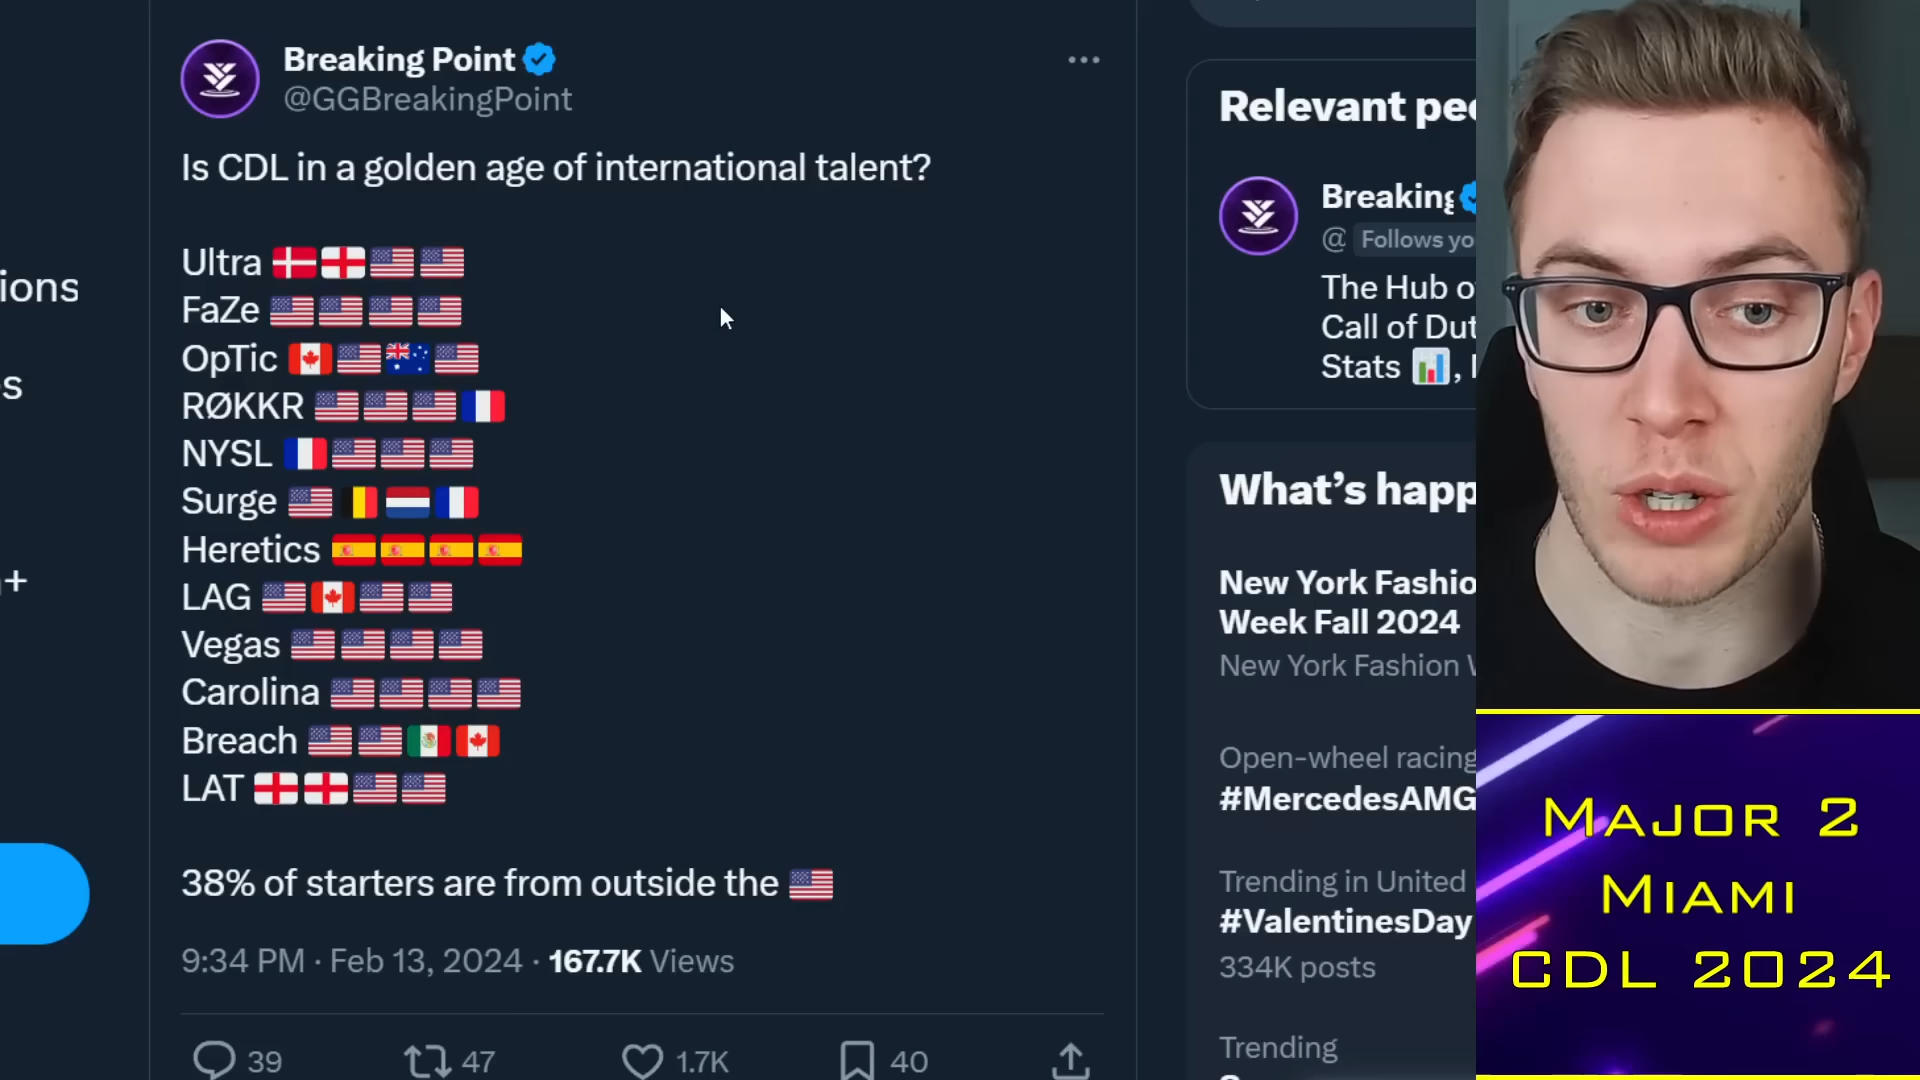 Breaking Point
@GGBreakingPoint
Is CDL in a golden age of international talent?
Ultra 🇩🇰🏴󠁧󠁢󠁥󠁮󠁧󠁿🇺🇸🇺🇸
FaZe 🇺🇸🇺🇸🇺🇸🇺🇸
OpTic 🇨🇦🇺🇸🇦🇺🇺🇸
RØKKR 🇺🇸🇺🇸🇺🇸🇫🇷
NYSL 🇫🇷🇺🇸🇺🇸🇺🇸
Surge 🇺🇸🇧🇪🇳🇱🇫🇷
Heretics 🇪🇸🇪🇸🇪🇸🇪🇸
LAG 🇺🇸🇨🇦🇺🇸🇺🇸
Vegas 🇺🇸🇺🇸🇺🇸🇺🇸
Carolina 🇺🇸🇺🇸🇺🇸🇺🇸
Breach 🇺🇸🇺🇸🇲🇽🇨🇦
LAT 🏴󠁧󠁢󠁥󠁮󠁧󠁿🏴󠁧󠁢󠁥󠁮󠁧󠁿🇺🇸🇺🇸
38% of starters are from outside the 🇺🇸
9:34 PM · Feb 13, 2024 · 167.7K Views
39 47 1.7K 40
ions
s
+
Relevant pe
Breaking
@ Follows yo
The Hub o
Call of Dut
Stats 📊,
What's happ
New York Fashio
Week Fall 2024
New York Fashion
Open-wheel racing
#MercedesAMG
Trending in United
#ValentinesDay
334K posts
Trending
MAJOR 2
MIAMI
CDL 2024